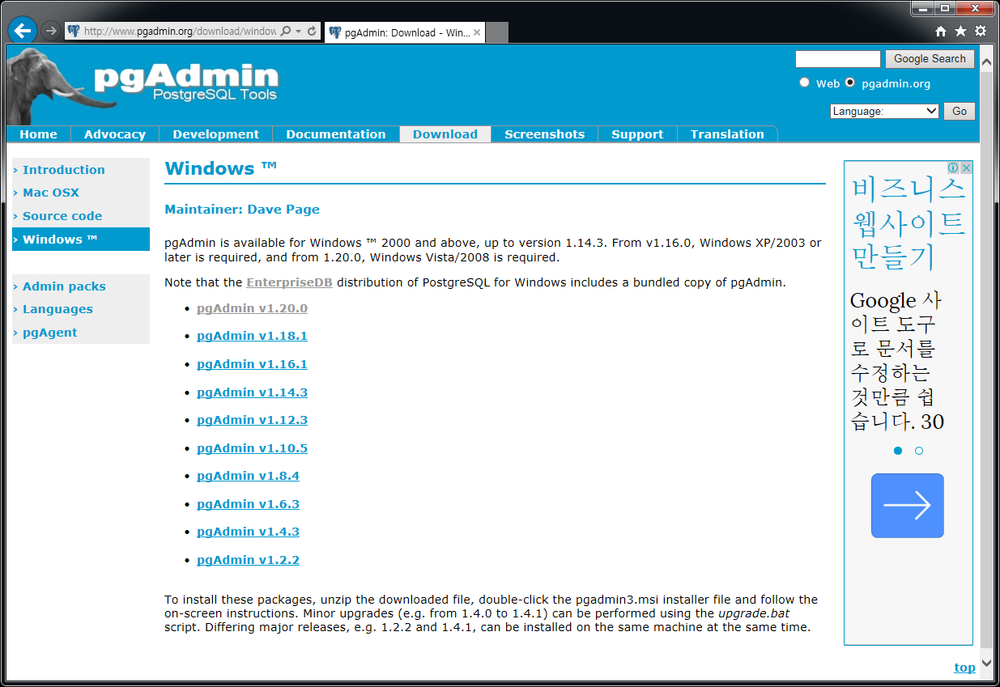 http://www.pgadmin.org/download/window
pgAdmin: Download - Win...
pgAdmin
PostgreSQL Tools
Google Search
Web
pgadmin.org
Language:
Go
Home
Advocacy
Development
Documentation
Download
Screenshots
Support
Translation
› Introduction
› Mac OSX
› Source code
› Windows ™
› Admin packs
› Languages
› pgAgent
Windows ™
Maintainer: Dave Page
pgAdmin is available for Windows ™ 2000 and above, up to version 1.14.3. From v1.16.0, Windows XP/2003 or
later is required, and from 1.20.0, Windows Vista/2008 is required.
Note that the EnterpriseDB distribution of PostgreSQL for Windows includes a bundled copy of pgAdmin.
• pgAdmin v1.20.0
• pgAdmin v1.18.1
• pgAdmin v1.16.1
• pgAdmin v1.14.3
• pgAdmin v1.12.3
• pgAdmin v1.10.5
• pgAdmin v1.8.4
• pgAdmin v1.6.3
• pgAdmin v1.4.3
• pgAdmin v1.2.2
To install these packages, unzip the downloaded file, double-click the pgadmin3.msi installer file and follow the
on-screen instructions. Minor upgrades (e.g. from 1.4.0 to 1.4.1) can be performed using the upgrade.bat
script. Differing major releases, e.g. 1.2.2 and 1.4.1, can be installed on the same machine at the same time.
비즈니스
웹사이트
만들기
Google 사
이트 도구
로 문서를
수정하는
것만큼 쉽
습니다. 30
top